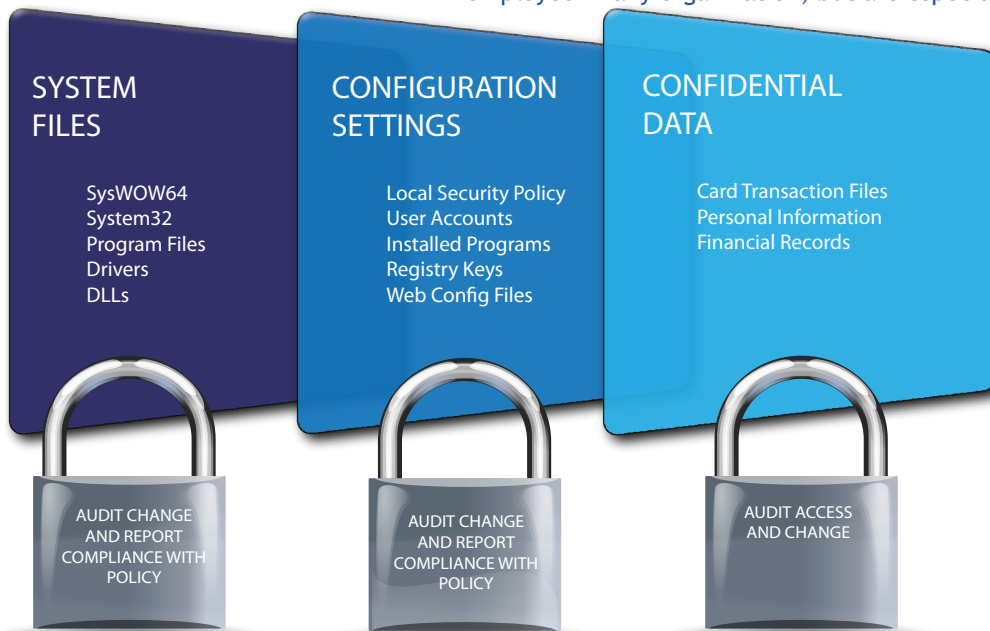 SYSTEM
FILES
SysWOW64
System32
Program Files
Drivers
DLLs
CONFIGURATION
SETTINGS
Local Security Policy
User Accounts
Installed Programs
Registry Keys
Web Config Files
CONFIDENTIAL
DATA
Card Transaction Files
Personal Information
Financial Records
AUDIT CHANGE
AND REPORT
COMPLIANCE WITH
POLICY
AUDIT CHANGE
AND REPORT
COMPLIANCE WITH
POLICY
AUDIT ACCESS
AND CHANGE